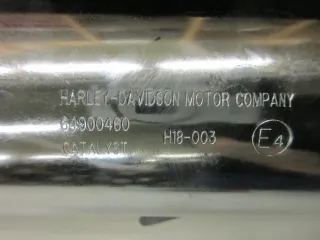 HARLEY-DAVIDSON MOTOR COMPANY
64900480 H18-003 E4
CATALYST